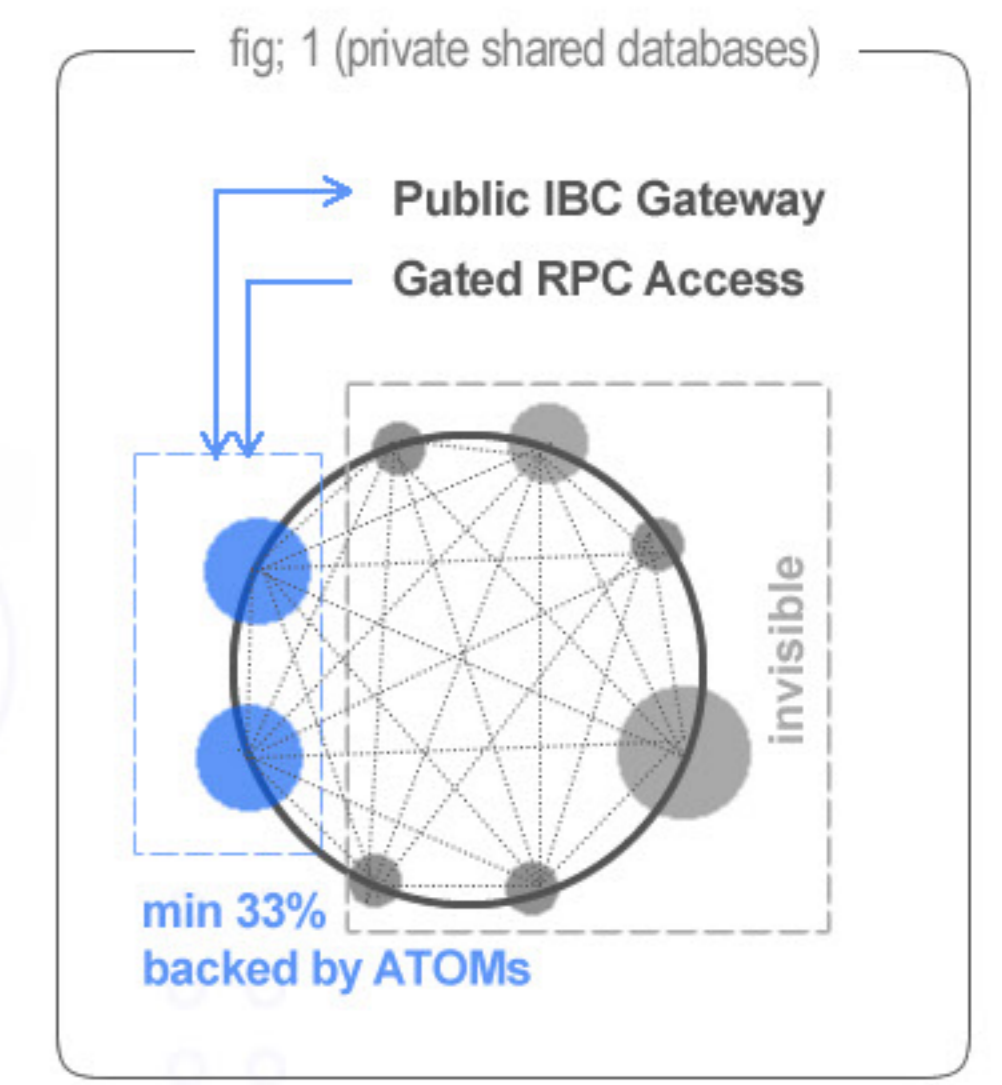 fig; 1 (private shared databases)
Public IBC Gateway
Gated RPC Access
invisible
min 33%
backed by ATOMs